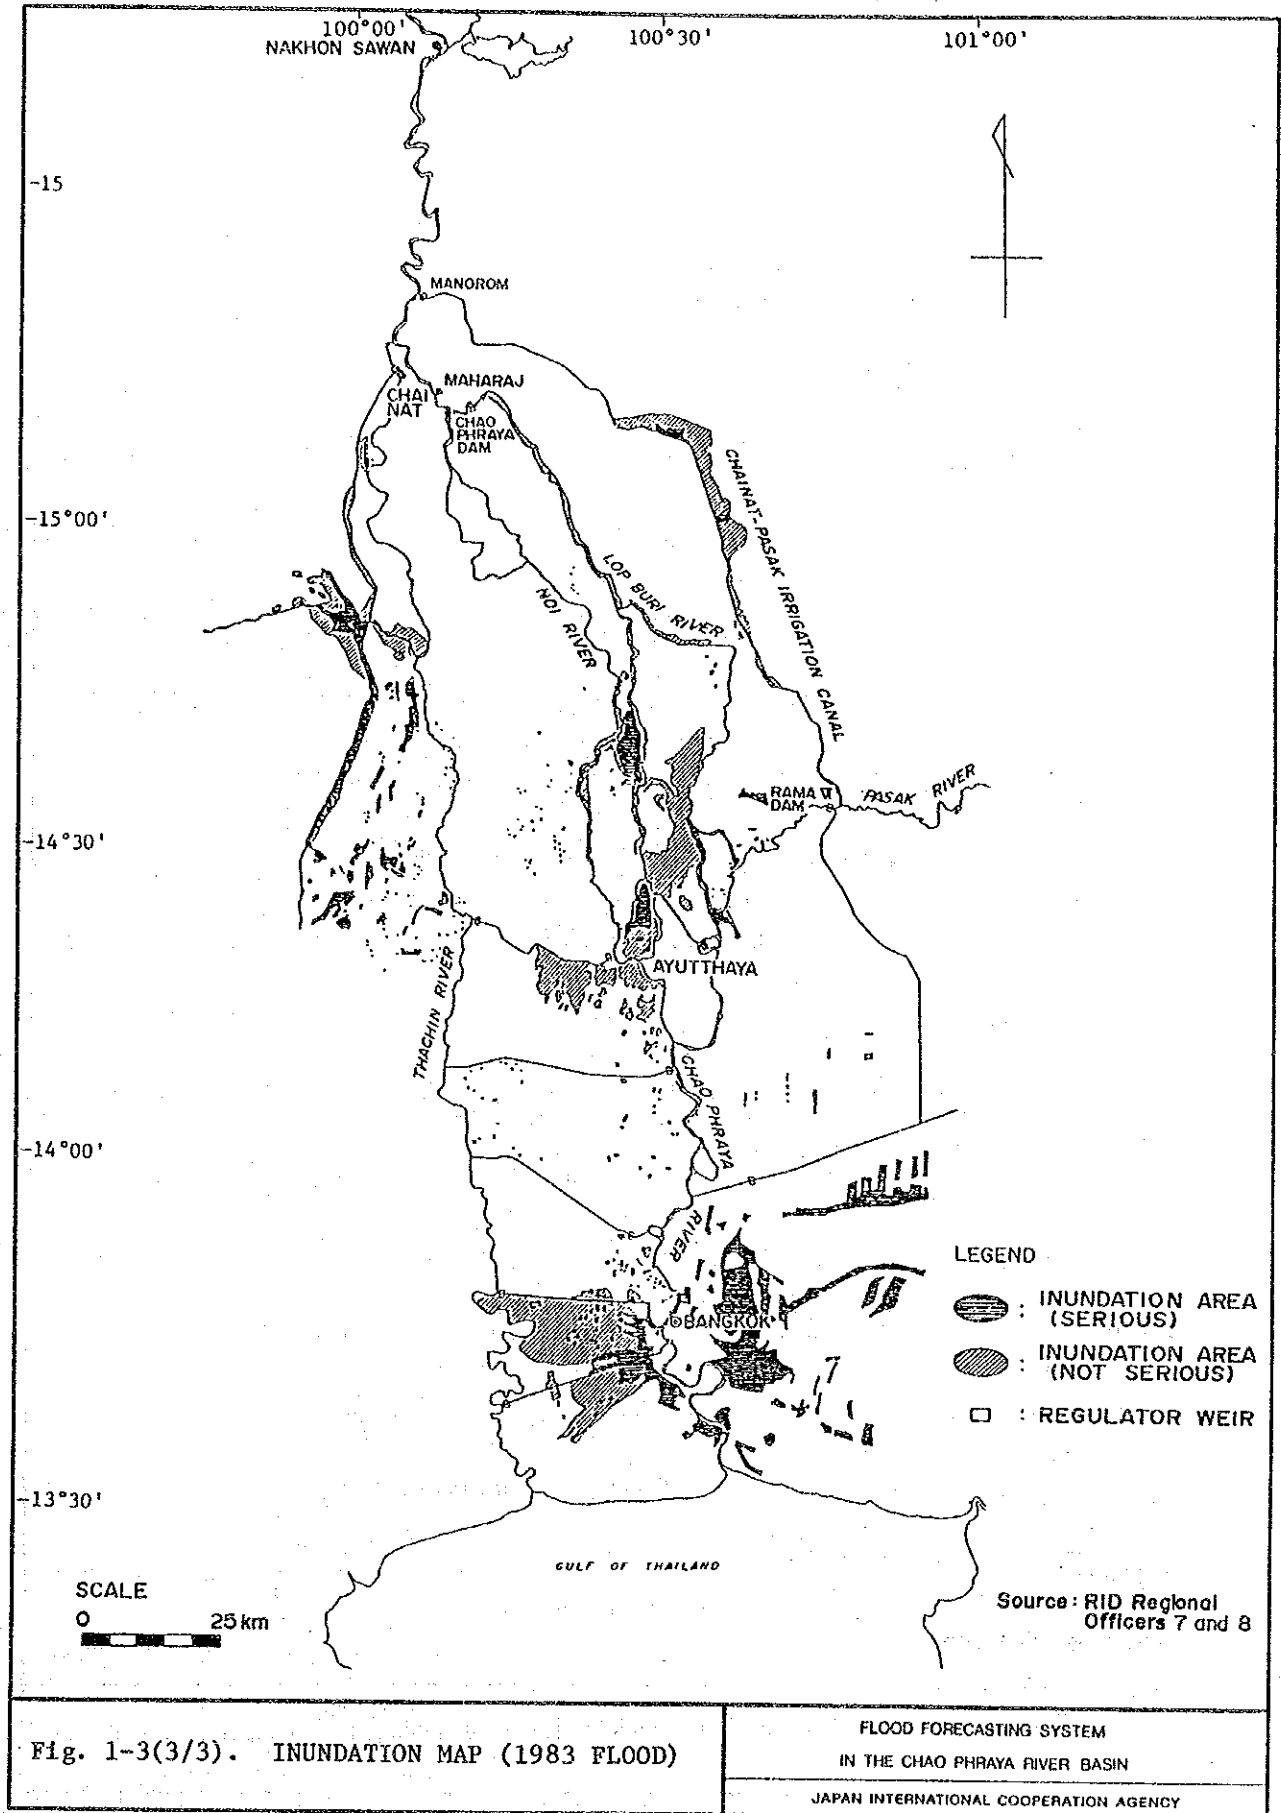 100°00'
100°30'
101°00'
NAKHON SAWAN
-15
MANOROM
MAHARAJ
CHAI
NAT
CHAO
PHRAYA
DAM
CHAINAT-PASAK IRRIGATION CANAL
-15°00'
LOP BURI RIVER
NOI RIVER
RAMA VI
DAM
PASAK RIVER
-14°30'
AYUTTHAYA
THACHIN RIVER
CHAO PHRAYA
RIVER
-14°00'
LEGEND
: INUNDATION AREA
(SERIOUS)
BANGKOK
: INUNDATION AREA
(NOT SERIOUS)
: REGULATOR WEIR
-13°30'
GULF OF THAILAND
SCALE
0 25km
Source: RID Regional
Officers 7 and 8
Fig. 1-3(3/3). INUNDATION MAP (1983 FLOOD)
FLOOD FORECASTING SYSTEM
IN THE CHAO PHRAYA RIVER BASIN
JAPAN INTERNATIONAL COOPERATION AGENCY